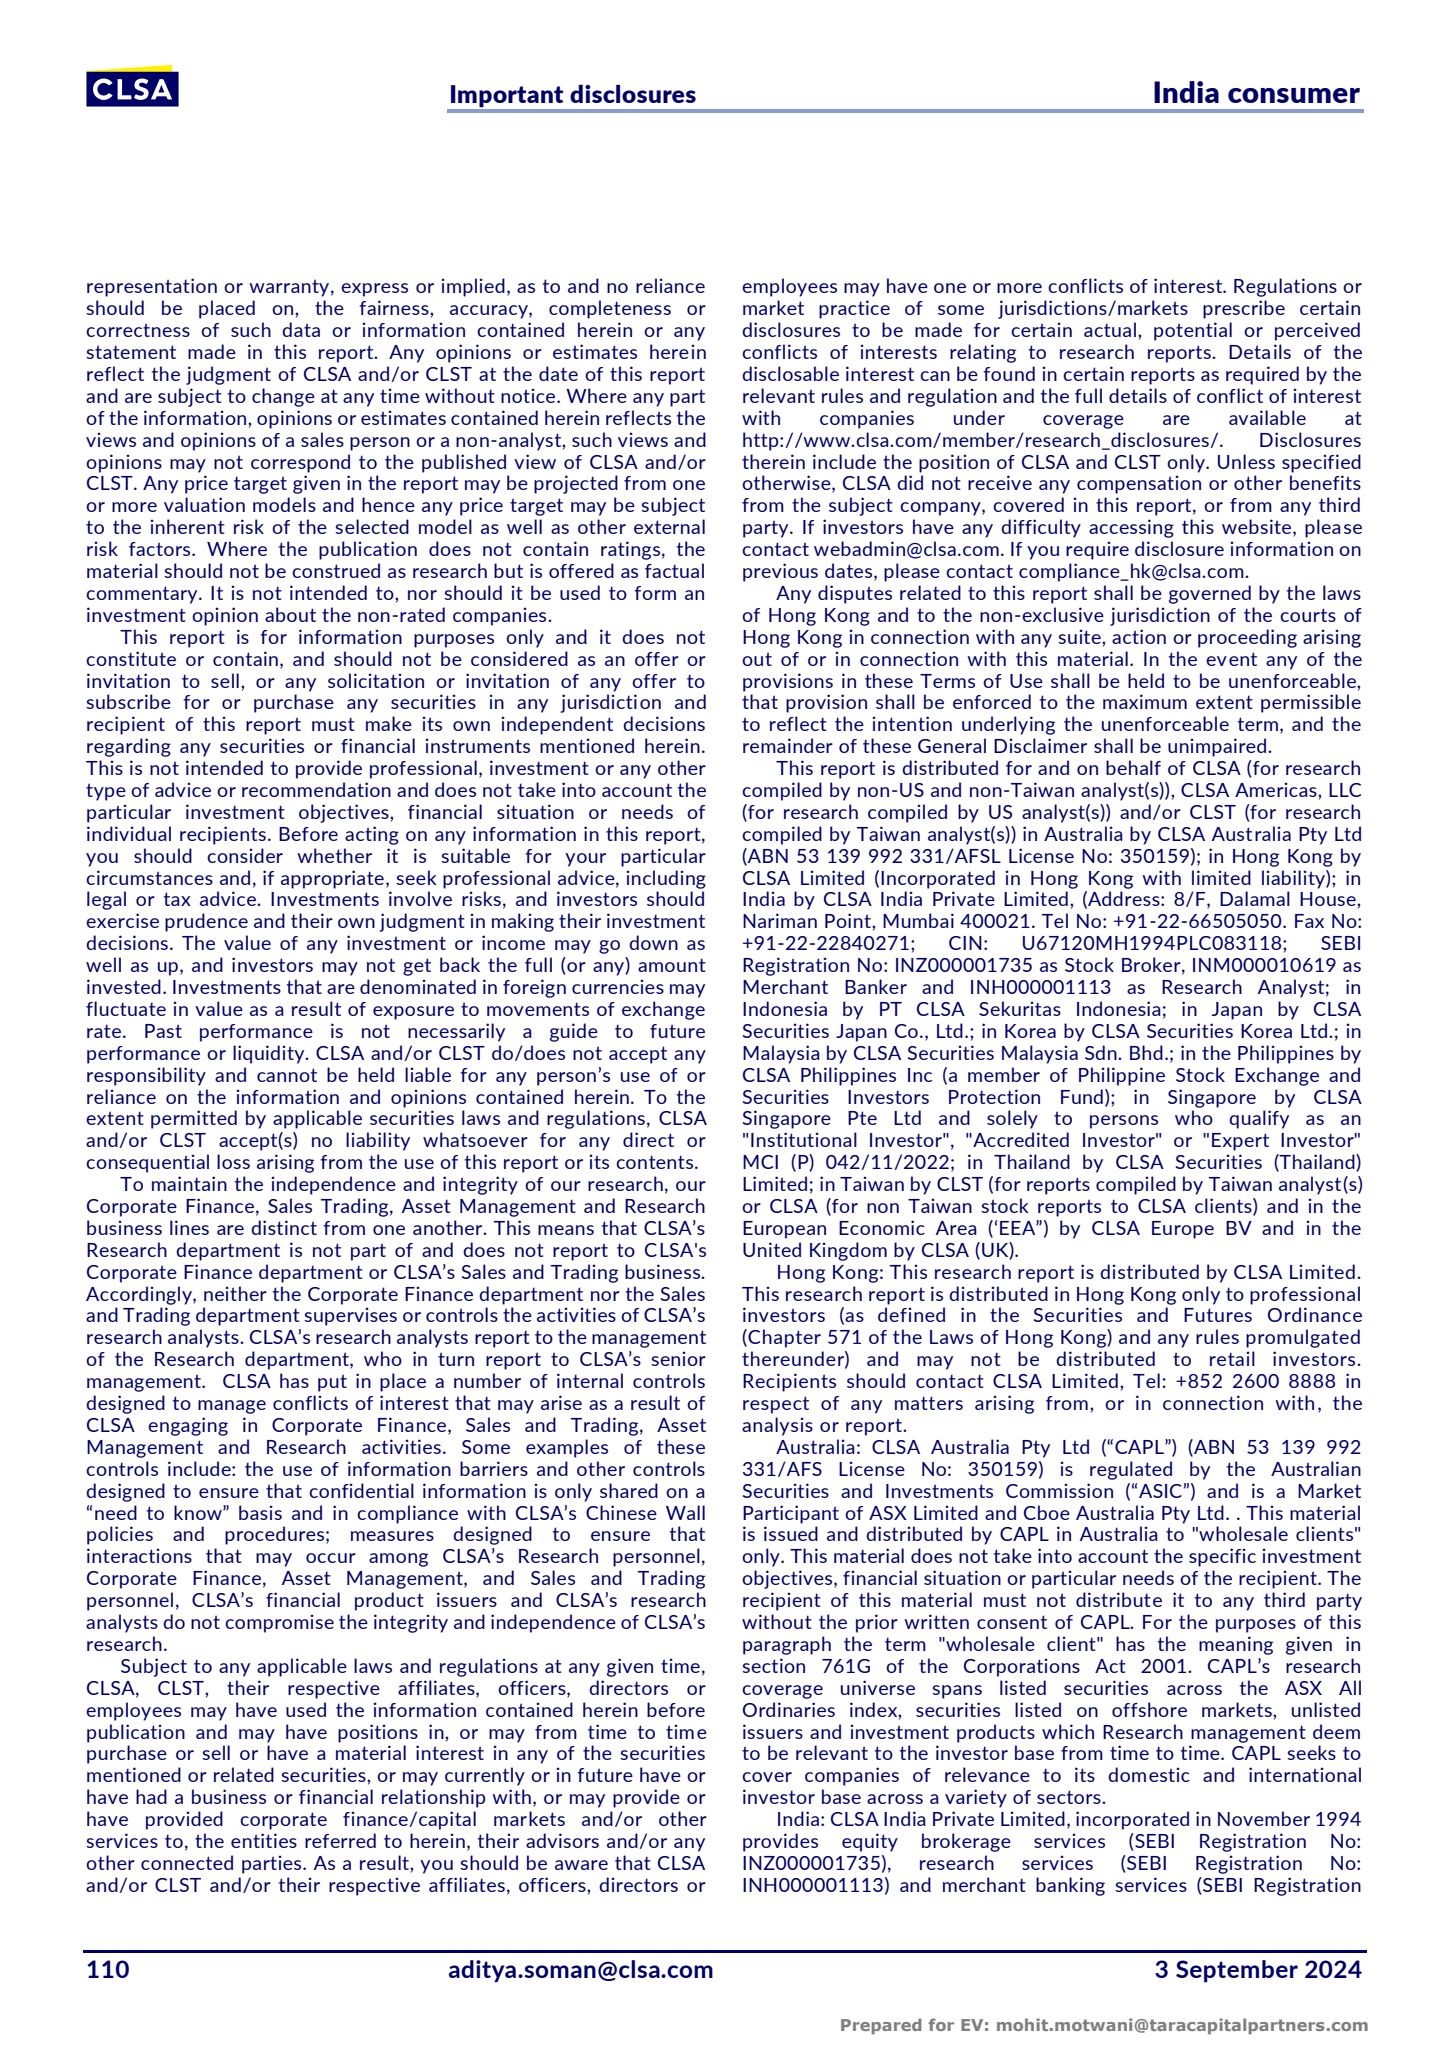 CLSA
Important disclosures
India consumer
representation or warranty, express or implied, as to and no reliance
should be placed on, the fairness, accuracy, completeness or
correctness of such data or information contained herein or any
statement made in this report. Any opinions or estimates herein
reflect the judgment of CLSA and/or CLST at the date of this report
and are subject to change at any time without notice. Where any part
of the information, opinions or estimates contained herein reflects the
views and opinions of a sales person or a non-analyst, such views and
opinions may not correspond to the published view of CLSA and/or
CLST. Any price target given in the report may be projected from one
or more valuation models and hence any price target may be subject
to the inherent risk of the selected model as well as other external
risk factors. Where the publication does not contain ratings, the
material should not be construed as research but is offered as factual
commentary. It is not intended to, nor should it be used to form an
investment opinion about the non-rated companies.
This report is for information purposes only and it does not
constitute or contain, and should not be considered as an offer or
invitation to sell, or any solicitation or invitation of any offer to
subscribe for or purchase any securities in any jurisdiction and
recipient of this report must make its own independent decisions
regarding any securities or financial instruments mentioned herein.
This is not intended to provide professional, investment or any other
type of advice or recommendation and does not take into account the
particular investment objectives, financial situation or needs of
individual recipients. Before acting on any information in this report,
you should consider whether it is suitable for your particular
circumstances and, if appropriate, seek professional advice, including
legal or tax advice. Investments involve risks, and investors should
exercise prudence and their own judgment in making their investment
decisions. The value of any investment or income may go down as
well as up, and investors may not get back the full (or any) amount
invested. Investments that are denominated in foreign currencies may
fluctuate in value as a result of exposure to movements of exchange
rate. Past performance is not necessarily a guide to future
performance or liquidity. CLSA and/or CLST do/does not accept any
responsibility and cannot be held liable for any person’s use of or
reliance on the information and opinions contained herein. To the
extent permitted by applicable securities laws and regulations, CLSA
and/or CLST accept(s) no liability whatsoever for any direct or
consequential loss arising from the use of this report or its contents.
To maintain the independence and integrity of our research, our
Corporate Finance, Sales Trading, Asset Management and Research
business lines are distinct from one another. This means that CLSA’s
Research department is not part of and does not report to CLSA's
Corporate Finance department or CLSA’s Sales and Trading business.
Accordingly, neither the Corporate Finance department nor the Sales
and Trading department supervises or controls the activities of CLSA’s
research analysts. CLSA’s research analysts report to the management
of the Research department, who in turn report to CLSA’s senior
management. CLSA has put in place a number of internal controls
designed to manage conflicts of interest that may arise as a result of
CLSA engaging in Corporate Finance, Sales and Trading, Asset
Management and Research activities. Some examples of these
controls include: the use of information barriers and other controls
designed to ensure that confidential information is only shared on a
“need to know” basis and in compliance with CLSA’s Chinese Wall
policies and procedures; measures designed to ensure that
interactions that may occur among CLSA’s Research personnel,
Corporate Finance, Asset Management, and Sales and Trading
personnel, CLSA’s financial product issuers and CLSA’s research
analysts do not compromise the integrity and independence of CLSA’s
research.
Subject to any applicable laws and regulations at any given time,
CLSA, CLST, their respective affiliates, officers, directors or
employees may have used the information contained herein before
publication and may have positions in, or may from time to time
purchase or sell or have a material interest in any of the securities
mentioned or related securities, or may currently or in future have or
have had a business or financial relationship with, or may provide or
have provided corporate finance/capital markets and/or other
services to, the entities referred to herein, their advisors and/or any
other connected parties. As a result, you should be aware that CLSA
and/or CLST and/or their respective affiliates, officers, directors or
employees may have one or more conflicts of interest. Regulations or
market practice of some jurisdictions/markets prescribe certain
disclosures to be made for certain actual, potential or perceived
conflicts of interests relating to research reports. Details of the
disclosable interest can be found in certain reports as required by the
relevant rules and regulation and the full details of conflict of interest
with companies under coverage are available at
http://www.clsa.com/member/research_disclosures/. Disclosures
therein include the position of CLSA and CLST only. Unless specified
otherwise, CLSA did not receive any compensation or other benefits
from the subject company, covered in this report, or from any third
party. If investors have any difficulty accessing this website, please
contact webadmin@clsa.com. If you require disclosure information on
previous dates, please contact compliance_hk@clsa.com.
Any disputes related to this report shall be governed by the laws
of Hong Kong and to the non-exclusive jurisdiction of the courts of
Hong Kong in connection with any suite, action or proceeding arising
out of or in connection with this material. In the event any of the
provisions in these Terms of Use shall be held to be unenforceable,
that provision shall be enforced to the maximum extent permissible
to reflect the intention underlying the unenforceable term, and the
remainder of these General Disclaimer shall be unimpaired.
This report is distributed for and on behalf of CLSA (for research
compiled by non-US and non-Taiwan analyst(s)), CLSA Americas, LLC
(for research compiled by US analyst(s)) and/or CLST (for research
compiled by Taiwan analyst(s)) in Australia by CLSA Australia Pty Ltd
(ABN 53 139 992 331/AFSL License No: 350159); in Hong Kong by
CLSA Limited (Incorporated in Hong Kong with limited liability); in
India by CLSA India Private Limited, (Address: 8/F, Dalamal House,
Nariman Point, Mumbai 400021. Tel No: +91-22-66505050. Fax No:
+91-22-22840271; CIN: U67120MH1994PLC083118; SEBI
Registration No: INZ000001735 as Stock Broker, INM000010619 as
Merchant Banker and INH000001113 as Research Analyst; in
Indonesia by PT CLSA Sekuritas Indonesia; in Japan by CLSA
Securities Japan Co., Ltd.; in Korea by CLSA Securities Korea Ltd.; in
Malaysia by CLSA Securities Malaysia Sdn. Bhd.; in the Philippines by
CLSA Philippines Inc (a member of Philippine Stock Exchange and
Securities Investors Protection Fund); in Singapore by CLSA
Singapore Pte Ltd and solely to persons who qualify as an
"Institutional Investor", "Accredited Investor" or "Expert Investor"
MCI (P) 042/11/2022; in Thailand by CLSA Securities (Thailand)
Limited; in Taiwan by CLST (for reports compiled by Taiwan analyst(s)
or CLSA (for non Taiwan stock reports to CLSA clients) and in the
European Economic Area (‘EEA”) by CLSA Europe BV and in the
United Kingdom by CLSA (UK).
Hong Kong: This research report is distributed by CLSA Limited.
This research report is distributed in Hong Kong only to professional
investors (as defined in the Securities and Futures Ordinance
(Chapter 571 of the Laws of Hong Kong) and any rules promulgated
thereunder) and may not be distributed to retail investors.
Recipients should contact CLSA Limited, Tel: +852 2600 8888 in
respect of any matters arising from, or in connection with, the
analysis or report.
Australia: CLSA Australia Pty Ltd (“CAPL”) (ABN 53 139 992
331/AFS License No: 350159) is regulated by the Australian
Securities and Investments Commission (“ASIC”) and is a Market
Participant of ASX Limited and Cboe Australia Pty Ltd. . This material
is issued and distributed by CAPL in Australia to "wholesale clients"
only. This material does not take into account the specific investment
objectives, financial situation or particular needs of the recipient. The
recipient of this material must not distribute it to any third party
without the prior written consent of CAPL. For the purposes of this
paragraph the term "wholesale client" has the meaning given in
section 761G of the Corporations Act 2001. CAPL’s research
coverage universe spans listed securities across the ASX All
Ordinaries index, securities listed on offshore markets, unlisted
issuers and investment products which Research management deem
to be relevant to the investor base from time to time. CAPL seeks to
cover companies of relevance to its domestic and international
investor base across a variety of sectors.
India: CLSA India Private Limited, incorporated in November 1994
provides equity brokerage services (SEBI Registration No:
INZ000001735), research services (SEBI Registration No:
INH000001113) and merchant banking services (SEBI Registration
110
aditya.soman@clsa.com
3 September 2024
Prepared for EV: mohit.motwani@taracapitalpartners.com